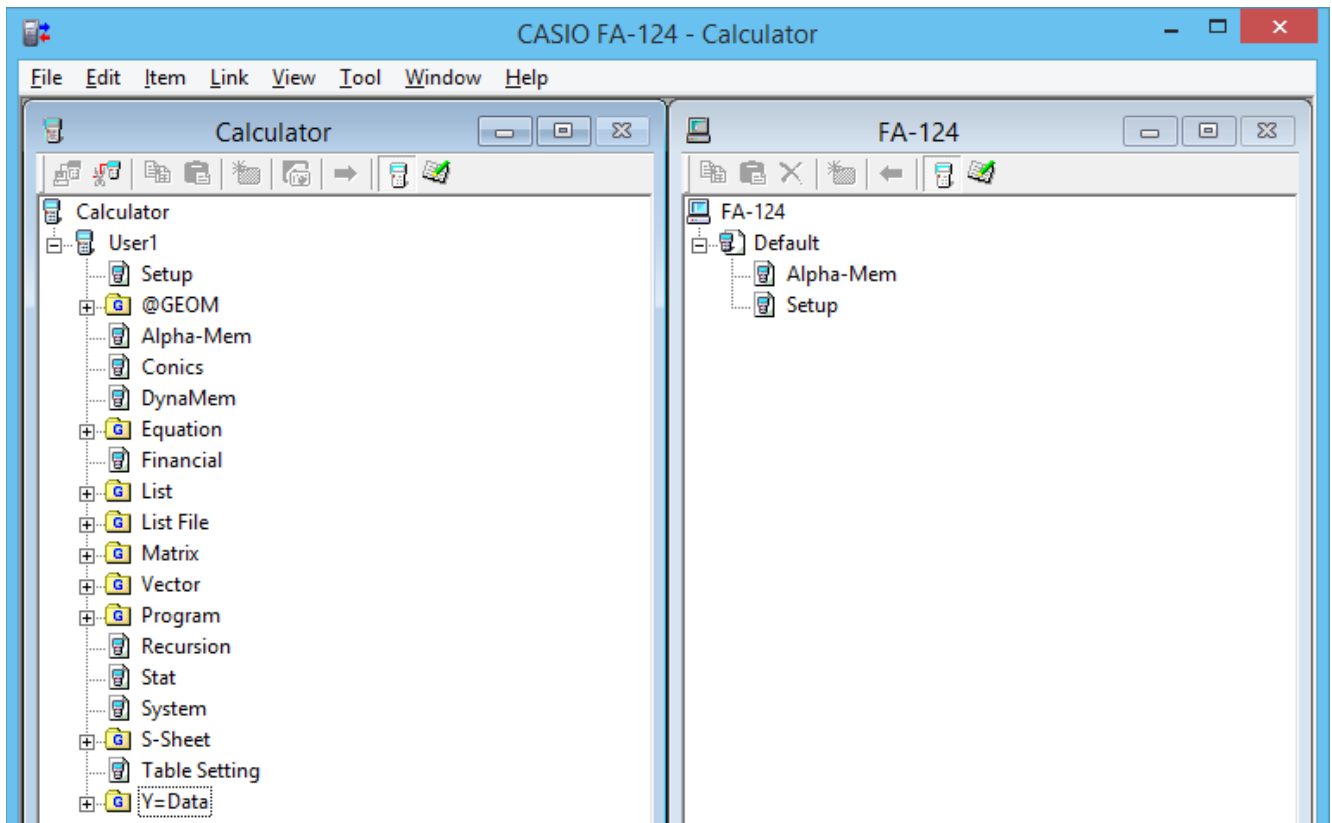 CASIO FA-124 - Calculator
File Edit Item Link View Tool Window Help
Calculator
Calculator
User1
Setup
@GEOM
Alpha-Mem
Conics
DynaMem
Equation
Financial
List
List File
Matrix
Vector
Program
Recursion
Stat
System
S-Sheet
Table Setting
Y=Data
FA-124
FA-124
Default
Alpha-Mem
Setup